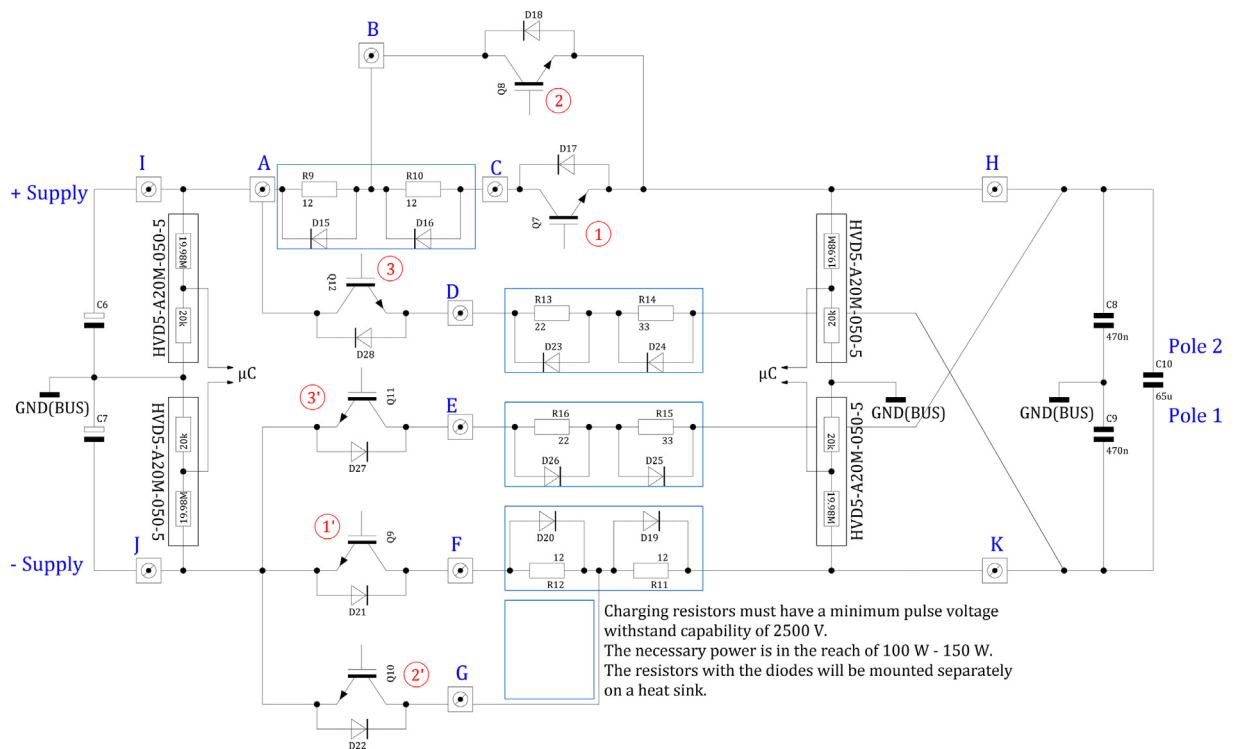 D18
B
Q8
2
D17
I
A
R9
R10
C
H
+ Supply
12
12
D15
D16
Q7
1
HVD5-A20M-050-5
19.98M
20k
HVD5-A20M-050-5
19.98M
20k
Q12
3
D
R13
R14
22
33
D23
D24
D28
C6
C8
470n
Pole 2
C10
65u
Pole 1
µC
µC
GND(BUS)
GND(BUS)
GND(BUS)
C7
3'
Q11
E
R16
R15
22
33
D26
D25
D27
C9
470n
HVD5-A20M-050-5
20k
19.98M
HVD5-A20M-050-5
20k
19.98M
1'
Q9
F
D20
D19
12
12
R12
R11
J
K
- Supply
D21
Charging resistors must have a minimum pulse voltage
withstand capability of 2500 V.
The necessary power is in the reach of 100 W - 150 W.
The resistors with the diodes will be mounted separately
on a heat sink.
Q10
2'
G
D22